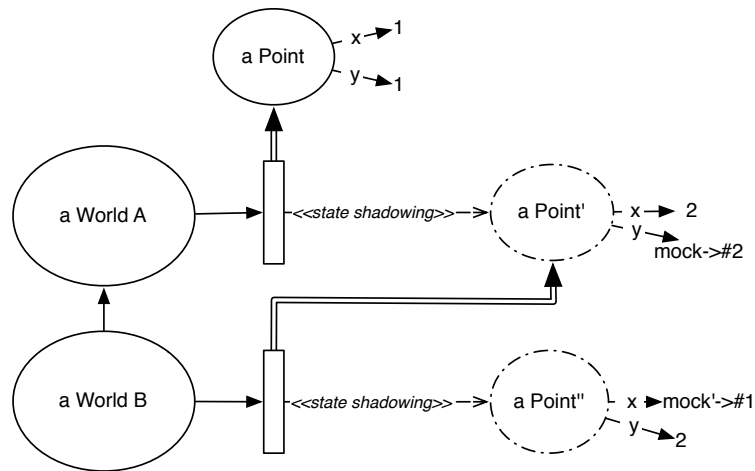 a Point
x
1
y
1
a World A
<<state shadowing>>
a Point'
x
2
y
mock->#2
a World B
<<state shadowing>>
a Point''
x
mock'->#1
y
2